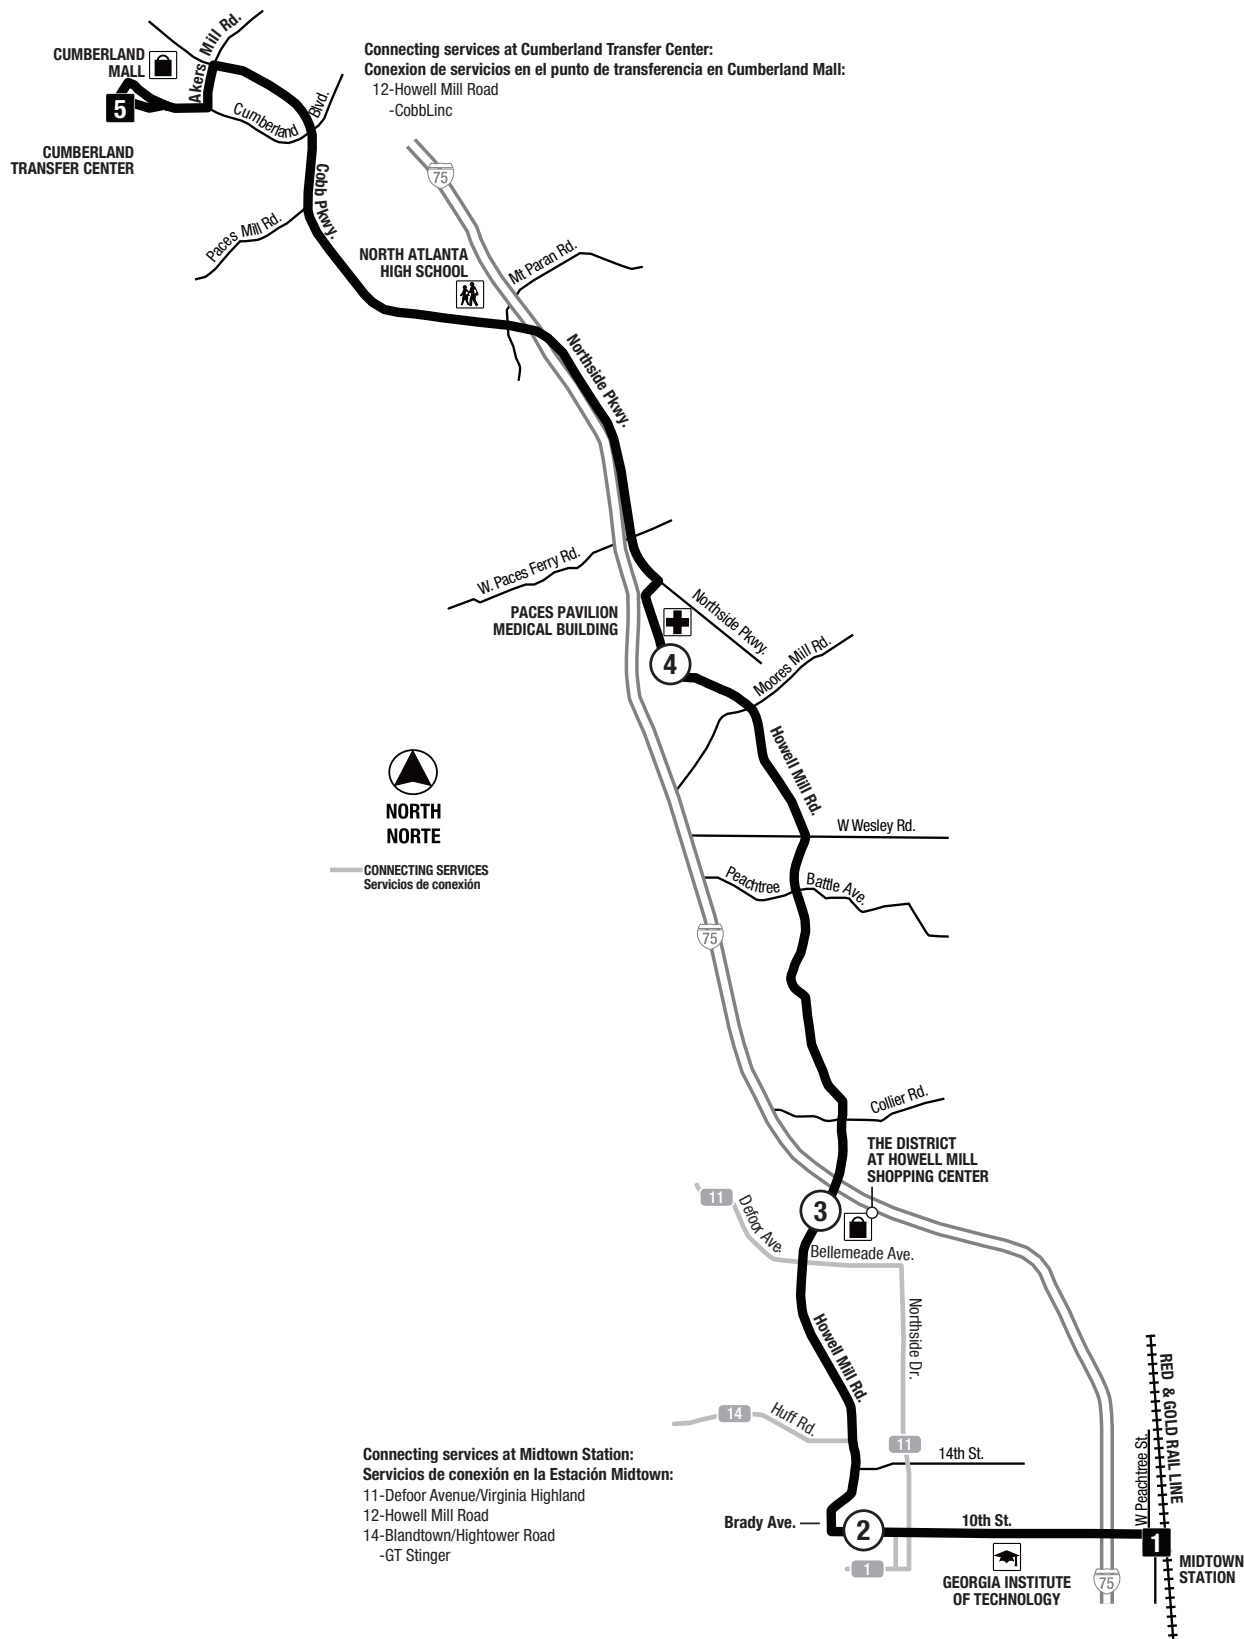 Akers Mill Rd.
CUMBERLAND
MALL
5
CUMBERLAND
TRANSFER CENTER
Cumberland Blvd.
Connecting services at Cumberland Transfer Center:
Conexion de servicios en el punto de transferencia en Cumberland Mall:
12-Howell Mill Road
-CobbLinc
75
Cobb Pkwy.
Paces Mill Rd.
NORTH ATLANTA
HIGH SCHOOL
Mt Paran Rd.
Northside Pkwy.
W. Paces Ferry Rd.
PACES PAVILION
MEDICAL BUILDING
Northside Pkwy.
4
Moores Mill Rd.
Howell Mill Rd.
NORTH
NORTE
CONNECTING SERVICES
Servicios de conexión
W Wesley Rd.
Peachtree Battle Ave.
75
Collier Rd.
THE DISTRICT
AT HOWELL MILL
SHOPPING CENTER
11
Defoor Ave.
3
Bellemeade Ave.
Northside Dr.
Howell Mill Rd.
RED & GOLD RAIL LINE
14
Huff Rd.
11
14th St.
W Peachtree St.
Connecting services at Midtown Station:
Servicios de conexión en la Estación Midtown:
11-Defoor Avenue/Virginia Highland
12-Howell Mill Road
14-Blandtown/Hightower Road
-GT Stinger
Brady Ave.
2
10th St.
1
MIDTOWN
STATION
1
GEORGIA INSTITUTE
OF TECHNOLOGY
75